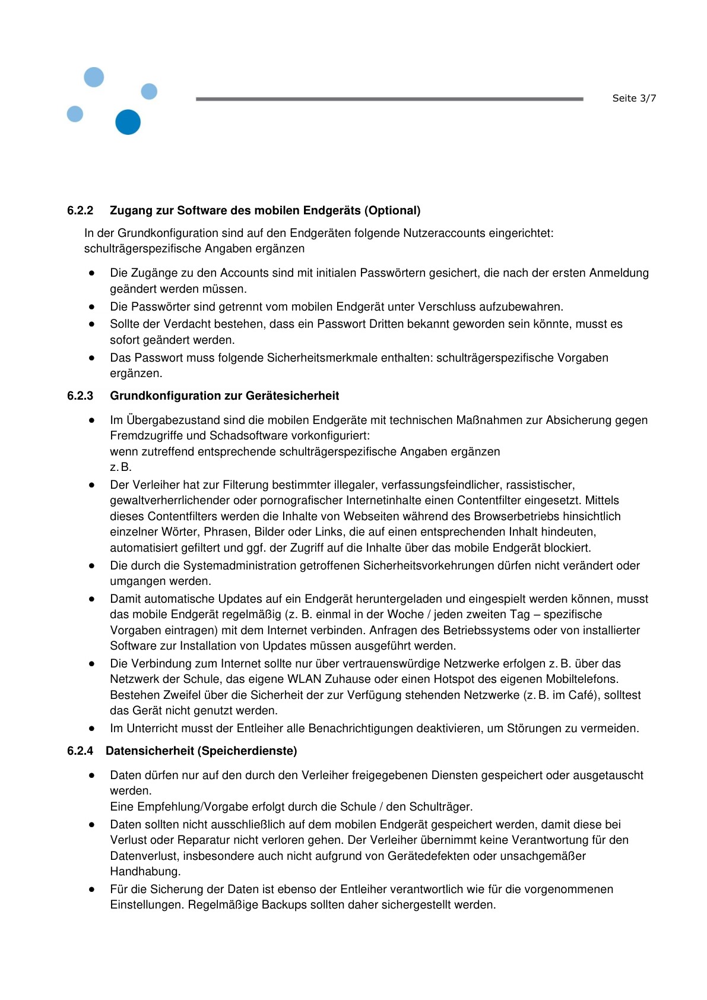 Seite 3/7
6.2.2 Zugang zur Software des mobilen Endgeräts (Optional)
In der Grundkonfiguration sind auf den Endgeräten folgende Nutzeraccounts eingerichtet:
schulträgerspezifische Angaben ergänzen
● Die Zugänge zu den Accounts sind mit initialen Passwörtern gesichert, die nach der ersten Anmeldung
geändert werden müssen.
● Die Passwörter sind getrennt vom mobilen Endgerät unter Verschluss aufzubewahren.
● Sollte der Verdacht bestehen, dass ein Passwort Dritten bekannt geworden sein könnte, musst es
sofort geändert werden.
● Das Passwort muss folgende Sicherheitsmerkmale enthalten: schulträgerspezifische Vorgaben
ergänzen.
6.2.3 Grundkonfiguration zur Gerätesicherheit
● Im Übergabezustand sind die mobilen Endgeräte mit technischen Maßnahmen zur Absicherung gegen
Fremdzugriffe und Schadsoftware vorkonfiguriert:
wenn zutreffend entsprechende schulträgerspezifische Angaben ergänzen
z. B.
● Der Verleiher hat zur Filterung bestimmter illegaler, verfassungsfeindlicher, rassistischer,
gewaltverherrlichender oder pornografischer Internetinhalte einen Contentfilter eingesetzt. Mittels
dieses Contentfilters werden die Inhalte von Webseiten während des Browserbetriebs hinsichtlich
einzelner Wörter, Phrasen, Bilder oder Links, die auf einen entsprechenden Inhalt hindeuten,
automatisiert gefiltert und ggf. der Zugriff auf die Inhalte über das mobile Endgerät blockiert.
● Die durch die Systemadministration getroffenen Sicherheitsvorkehrungen dürfen nicht verändert oder
umgangen werden.
● Damit automatische Updates auf ein Endgerät heruntergeladen und eingespielt werden können, musst
das mobile Endgerät regelmäßig (z. B. einmal in der Woche / jeden zweiten Tag – spezifische
Vorgaben eintragen) mit dem Internet verbinden. Anfragen des Betriebssystems oder von installierter
Software zur Installation von Updates müssen ausgeführt werden.
● Die Verbindung zum Internet sollte nur über vertrauenswürdige Netzwerke erfolgen z. B. über das
Netzwerk der Schule, das eigene WLAN Zuhause oder einen Hotspot des eigenen Mobiltelefons.
Bestehen Zweifel über die Sicherheit der zur Verfügung stehenden Netzwerke (z. B. im Café), solltest
das Gerät nicht genutzt werden.
● Im Unterricht musst der Entleiher alle Benachrichtigungen deaktivieren, um Störungen zu vermeiden.
6.2.4 Datensicherheit (Speicherdienste)
● Daten dürfen nur auf den durch den Verleiher freigegebenen Diensten gespeichert oder ausgetauscht
werden.
Eine Empfehlung/Vorgabe erfolgt durch die Schule / den Schulträger.
● Daten sollten nicht ausschließlich auf dem mobilen Endgerät gespeichert werden, damit diese bei
Verlust oder Reparatur nicht verloren gehen. Der Verleiher übernimmt keine Verantwortung für den
Datenverlust, insbesondere auch nicht aufgrund von Gerätedefekten oder unsachgemäßer
Handhabung.
● Für die Sicherung der Daten ist ebenso der Entleiher verantwortlich wie für die vorgenommenen
Einstellungen. Regelmäßige Backups sollten daher sichergestellt werden.